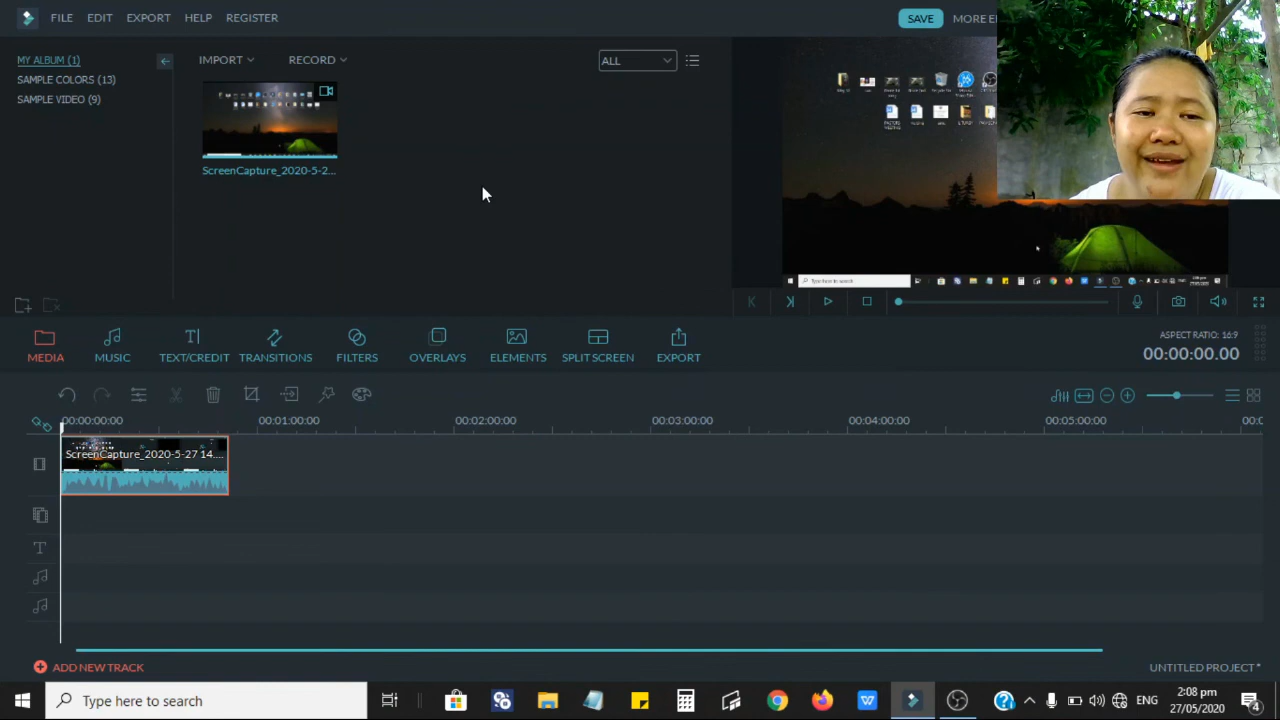 FILE EDIT EXPORT HELP REGISTER SAVE MORE
MY ALBUM (1)
SAMPLE COLORS (13)
SAMPLE VIDEO (9)
IMPORT RECORD ALL
ScreenCapture_2020-5-2...
Type here to search
MEDIA MUSIC TEXT/CREDIT TRANSITIONS FILTERS OVERLAYS ELEMENTS SPLIT SCREEN EXPORT
ASPECT RATIO: 16:9
00:00:00.00
00:00:00:00 00:01:00:00 00:02:00:00 00:03:00:00 00:04:00:00 00:05:00:00
ScreenCapture_2020-5-27 14....
ADD NEW TRACK UNTITLED PROJECT*
Type here to search
ENG
2:08 pm
27/05/2020